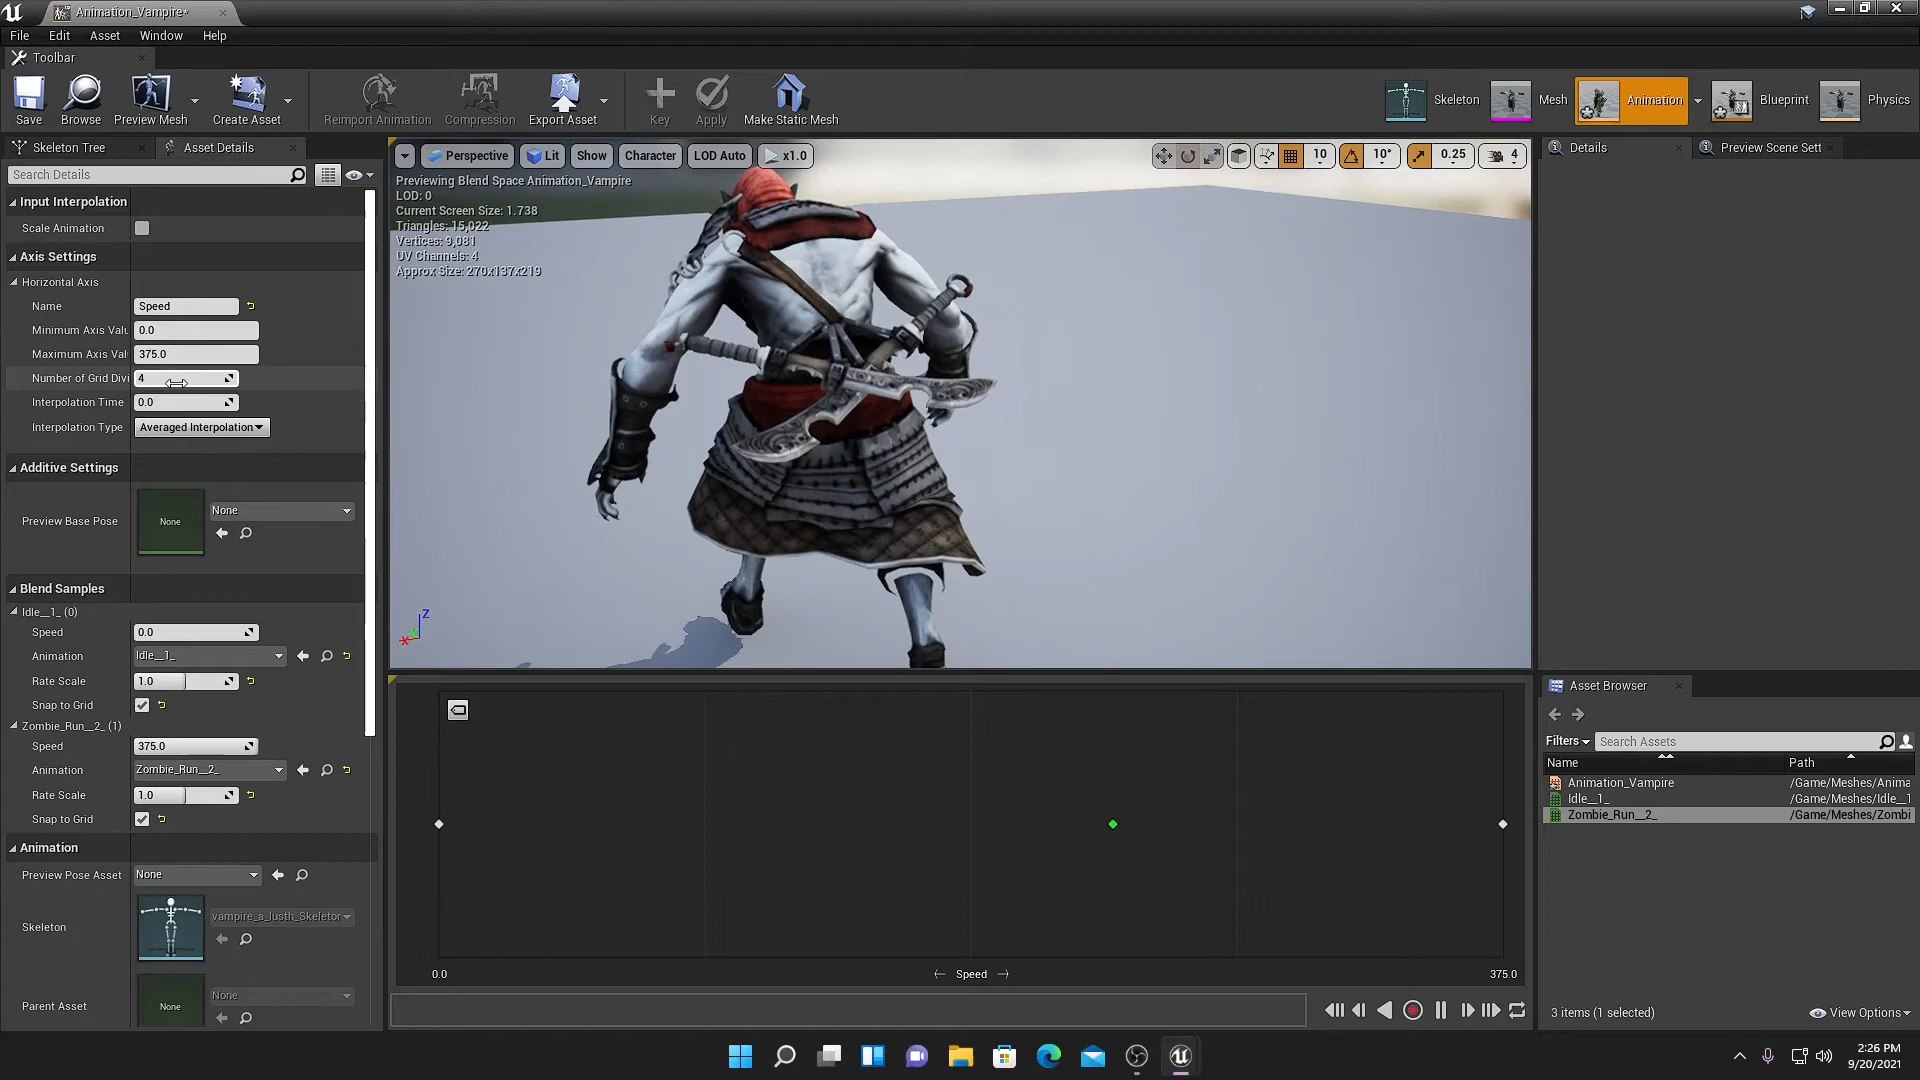 Animation_Vampire*
File Edit Asset Window Help
Toolbar
Save Browse Preview Mesh Create Asset Reimport Animation Compression Export Asset Key Apply Make Static Mesh Skeleton Mesh Animation Blueprint Physics
Skeleton Tree Asset Details
Search Details
Input Interpolation
Scale Animation
Axis Settings
Horizontal Axis
Name Speed
Minimum Axis Valu 0.0
Maximum Axis Val 375.0
Number of Grid Divi 4
Interpolation Time 0.0
Interpolation Type Averaged Interpolation
Additive Settings
Preview Base Pose None None
Blend Samples
Idle__1_ (0)
Speed 0.0
Animation Idle__1_
Rate Scale 1.0
Snap to Grid
Zombie_Run__2_ (1)
Speed 375.0
Animation Zombie_Run__2_
Rate Scale 1.0
Snap to Grid
Animation
Preview Pose Asset None
Skeleton vampire_a_lusth_Skeletor
Parent Asset None None
Perspective Lit Show Character LOD Auto x1.0 10 10° 0.25 4
Previewing Blend Space Animation_Vampire
LOD: 0
Current Screen Size: 1.738
Triangles: 15,022
Vertices: 9,081
UV Channels: 4
Approx Size: 270x137x219
Z
X
0.0 Speed 375.0
Details Preview Scene Sett
Asset Browser
Filters Search Assets
Name Path
Animation_Vampire /Game/Meshes/Anima
Idle__1_ /Game/Meshes/Idle__1
Zombie_Run__2_ /Game/Meshes/Zombi
3 items (1 selected) View Options
2:26 PM
9/20/2021